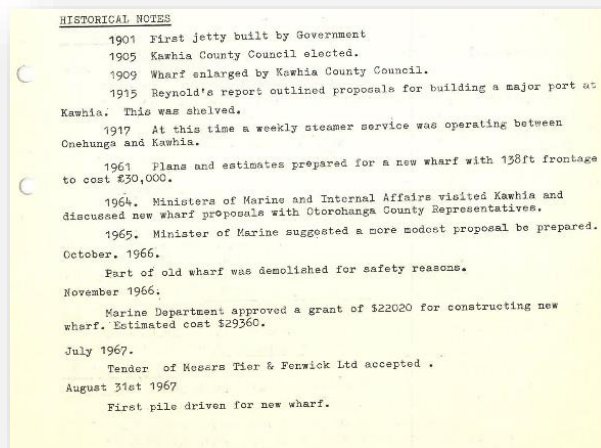 HISTORICAL NOTES
1901 First jetty built by Government
1905 Kawhia County Council elected.
1909 Wharf enlarged by Kawhia County Council.
1915 Reynold's report outlined proposals for building a major port at
Kawhia. This was shelved.
1917 At this time a weekly steamer service was operating between
Onehunga and Kawhia.
1961 Plans and estimates prepared for a new wharf with 138ft frontage
to cost £30,000.
1964. Ministers of Marine and Internal Affairs visited Kawhia and
discussed new wharf proposals with Otorohanga County Representatives.
1965. Minister of Marine suggested a more modest proposal be prepared.
October. 1966.
Part of old wharf was demolished for safety reasons.
November 1966.
Marine Department approved a grant of $22020 for constructing new
wharf. Estimated cost $29360.
July 1967.
Tender of Messrs Tier & Fenwick Ltd accepted .
August 31st 1967
First pile driven for new wharf.